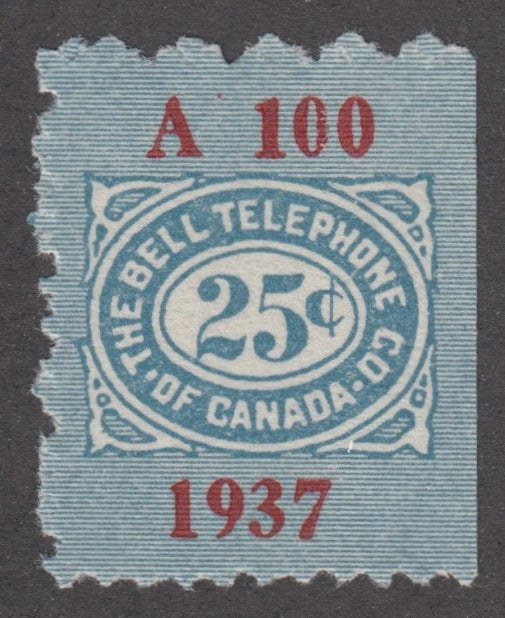 A 100
THE BELL TELEPHONE CO
·OF CANADA·
25¢
1937